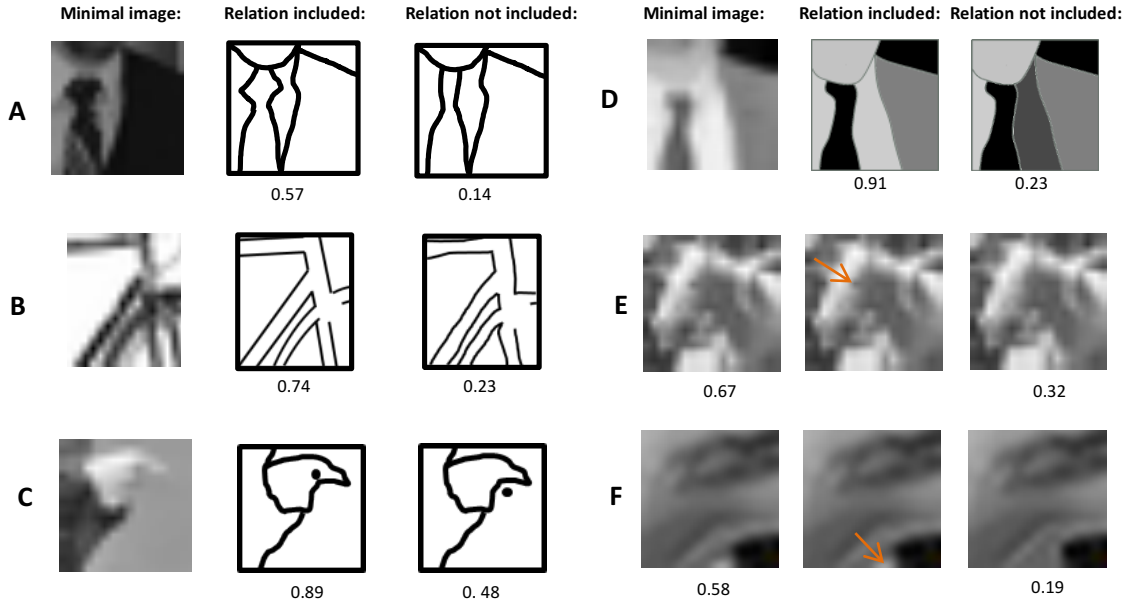 Minimal image: Relation included: Relation not included:
A
0.57 0.14
B
0.74 0.23
C
0.89 0. 48
Minimal image: Relation included: Relation not included:
D
0.91 0.23
E
0.67 0.32
F
0.58 0.19